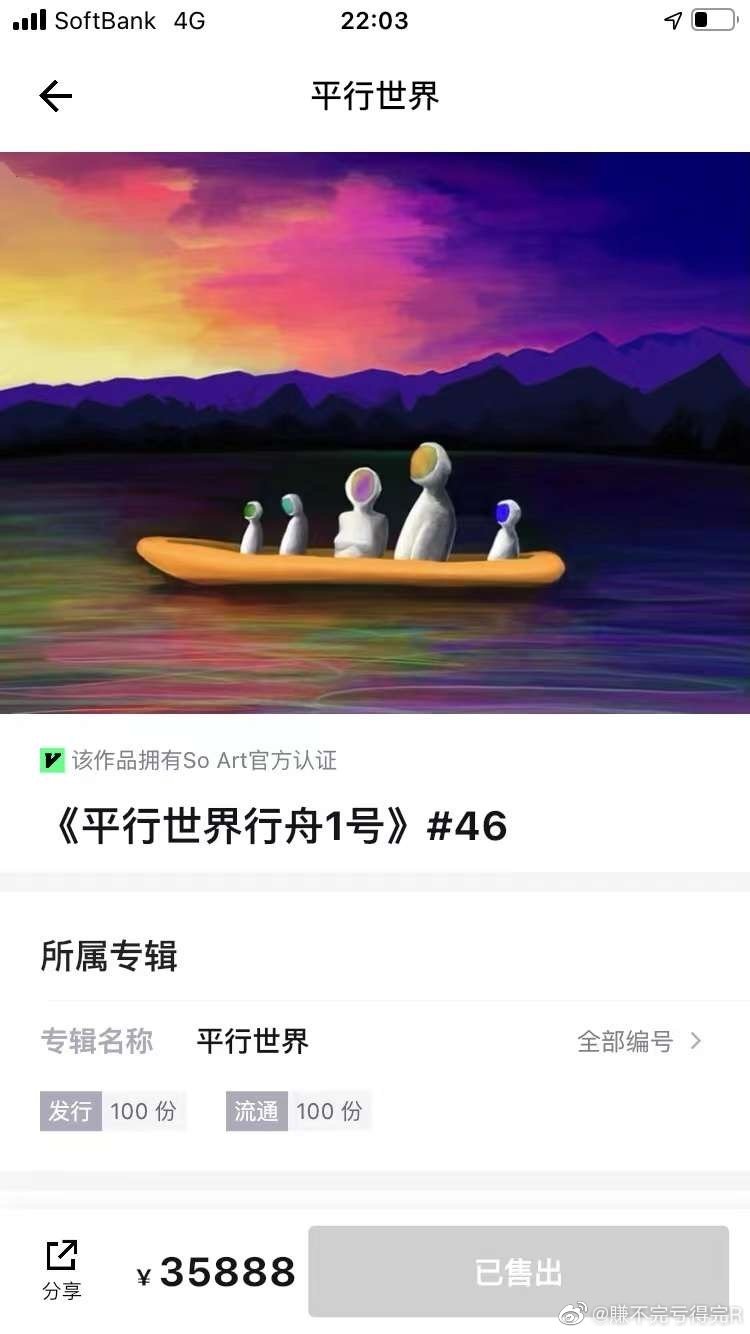 SoftBank 4G 22:03
平行世界
该作品拥有So Art官方认证
《平行世界行舟1号》#46
所属专辑
专辑名称 平行世界 全部编号
发行 100 份 流通 100 份
分享 ¥35888 已售出
@賺不完亏得完R